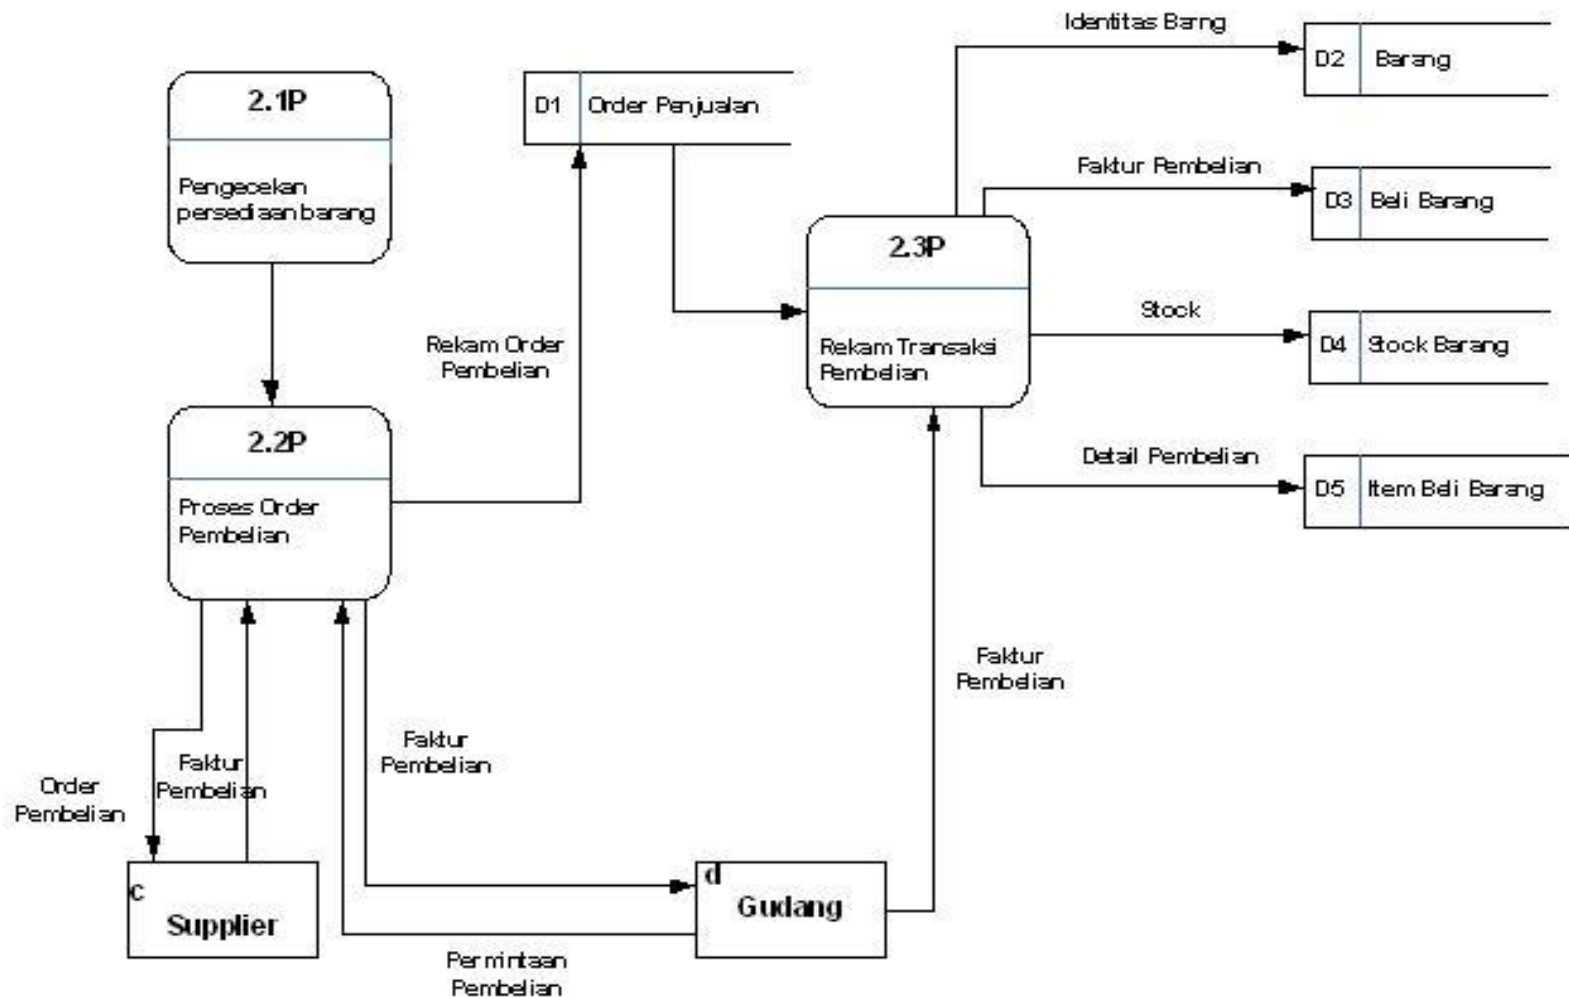 Identitas Barng
D2 Barang
2.1P
D1 Order Penjualan
Pengecekan
persediaan barang
Faktur Pembelian
D3 Beli Barang
2.3P
Stock
Rekam Order
Pembelian
Rekam Transaksi
Pembelian
D4 Stock Barang
2.2P
Detail Pembelian
D5 Item Beli Barang
Proses Order
Pembelian
Faktur
Pembelian
Faktur
Pembelian
Faktur
Pembelian
Order
Pembelian
c
Supplier
d
Gudang
Permintaan
Pembelian